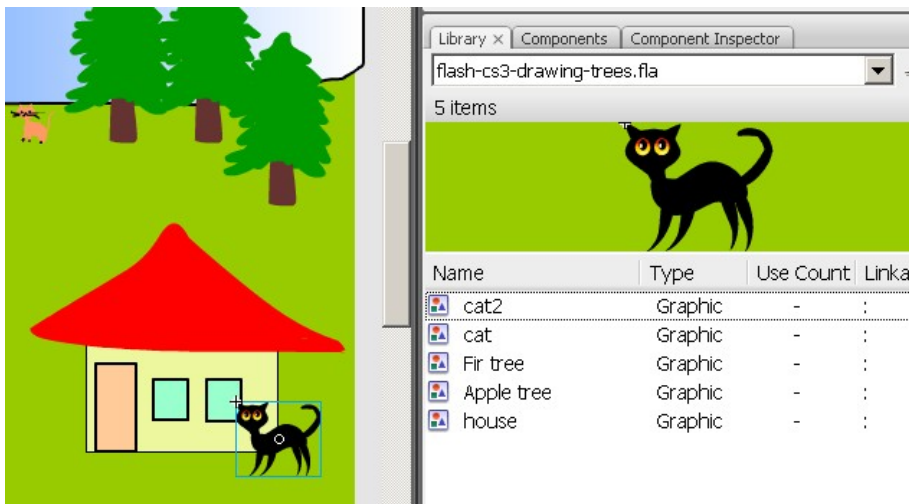 Library × Components Component Inspector
flash-cs3-drawing-trees.fla
5 items
Name Type Use Count Linka
cat2 Graphic - :
cat Graphic - :
Fir tree Graphic - :
Apple tree Graphic - :
house Graphic - :